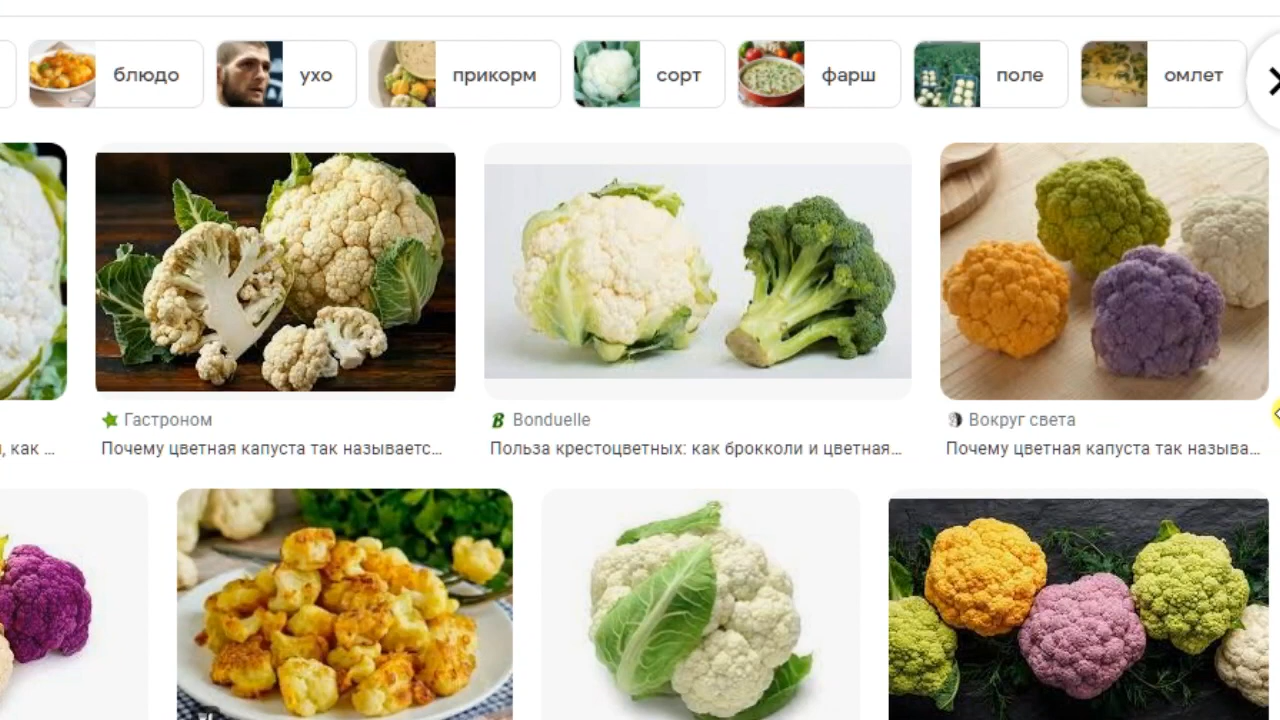 блюдо
ухо
прикорм
сорт
фарш
поле
омлет
Гастроном
Bonduelle
Вокруг света
, как ...
Почему цветная капуста так называетс...
Польза крестоцветных: как брокколи и цветная...
Почему цветная капуста так называ...